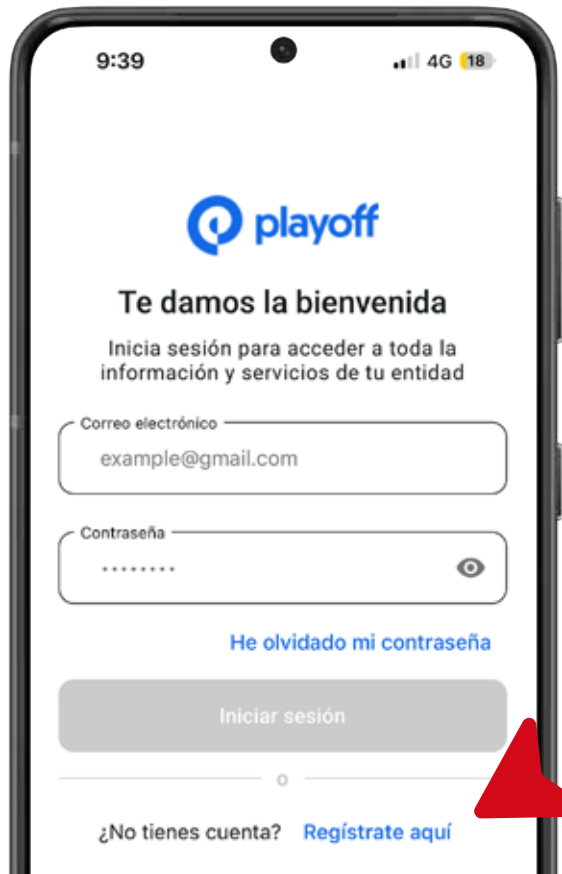 9:39
4G 18
playoff
Te damos la bienvenida
Inicia sesión para acceder a toda la
información y servicios de tu entidad
Correo electrónico
example@gmail.com
Contraseña
He olvidado mi contraseña
Iniciar sesión
o
¿No tienes cuenta? Regístrate aquí